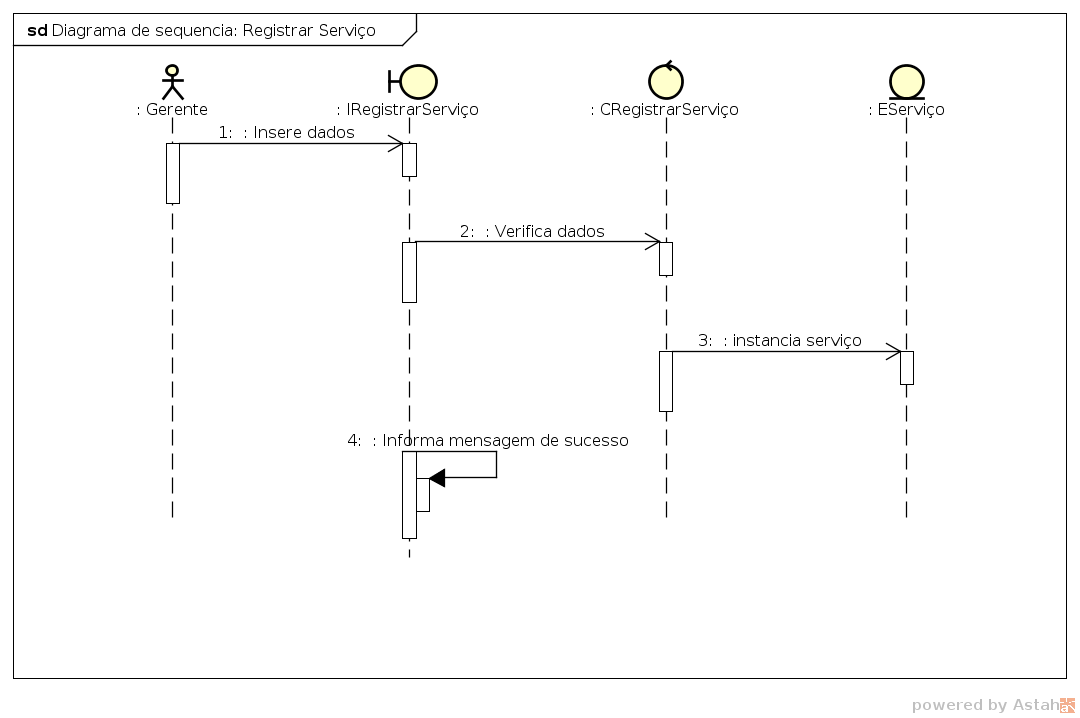 sd Diagrama de sequencia: Registrar Serviço
: Gerente
: IRegistrarServiço
: CRegistrarServiço
: EServiço
1:  : Insere dados
2:  : Verifica dados
3:  : instancia serviço
4:  : Informa mensagem de sucesso
powered by Astah